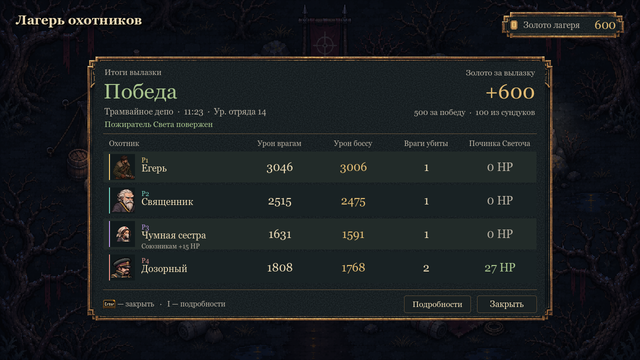 Лагерь охотников
Золото лагеря 600
Итоги вылазки
Золото за вылазку
Победа
+600
Трамвайное депо · 11:23 · Ур. отряда 14
500 за победу · 100 из сундуков
Пожиратель Света повержен
Охотник Урон врагам Урон боссу Враги убиты Починка Светоча
P1
Егерь 3046 3006 1 0 HP
P2
Священник 2515 2475 1 0 HP
P3
Чумная сестра 1631 1591 1 0 HP
Союзникам +15 HP
P4
Дозорный 1808 1768 2 27 HP
— закрыть · I — подробности
Подробности
Закрыть